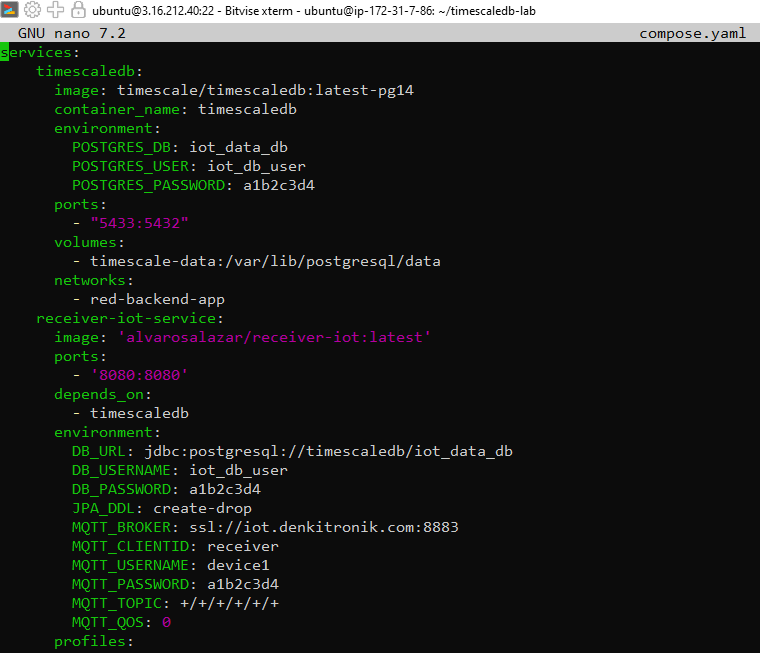 ubuntu@3.16.212.40:22 - Bitvise xterm - ubuntu@ip-172-31-7-86: ~/timescaledb-lab
GNU nano 7.2 compose.yaml
services:
timescaledb:
image: timescale/timescaledb:latest-pg14
container_name: timescaledb
environment:
POSTGRES_DB: iot_data_db
POSTGRES_USER: iot_db_user
POSTGRES_PASSWORD: a1b2c3d4
ports:
- "5433:5432"
volumes:
- timescale-data:/var/lib/postgresql/data
networks:
- red-backend-app
receiver-iot-service:
image: 'alvarosalazar/receiver-iot:latest'
ports:
- '8080:8080'
depends_on:
- timescaledb
environment:
DB_URL: jdbc:postgresql://timescaledb/iot_data_db
DB_USERNAME: iot_db_user
DB_PASSWORD: a1b2c3d4
JPA_DDL: create-drop
MQTT_BROKER: ssl://iot.denkitronik.com:8883
MQTT_CLIENTID: receiver
MQTT_USERNAME: device1
MQTT_PASSWORD: a1b2c3d4
MQTT_TOPIC: +/+/+/+/+/+
MQTT_QOS: 0
profiles: